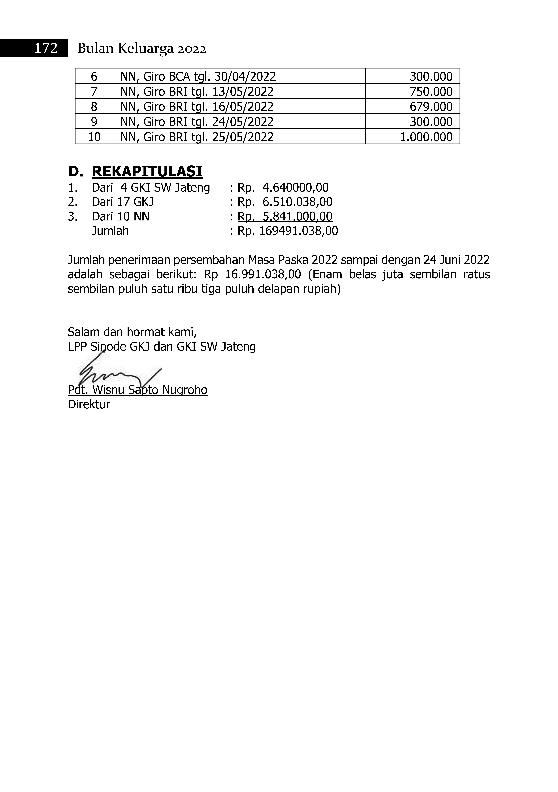 172 Bulan Keluarga 2022
6 NN, Giro BCA tgl. 30/04/2022 300.000
7 NN, Giro BRI tgl. 13/05/2022 750.000
8 NN, Giro BRI tgl. 16/05/2022 679.000
9 NN, Giro BRI tgl. 24/05/2022 300.000
10 NN, Giro BRI tgl. 25/05/2022 1.000.000
D. REKAPITULASI
1. Dari 4 GKI SW Jateng : Rp. 4.640000,00
2. Dari 17 GKJ : Rp. 6.510.038,00
3. Dari 10 NN : Rp. 5.841.000,00
Jumlah : Rp. 169491.038,00
Jumlah penerimaan persembahan Masa Paska 2022 sampai dengan 24 Juni 2022
adalah sebagai berikut: Rp 16.991.038,00 (Enam belas juta sembilan ratus
sembilan puluh satu ribu tiga puluh delapan rupiah)
Salam dan hormat kami,
LPP Sinode GKJ dan GKI SW Jateng
Pdt. Wisnu Sapto Nugroho
Direktur